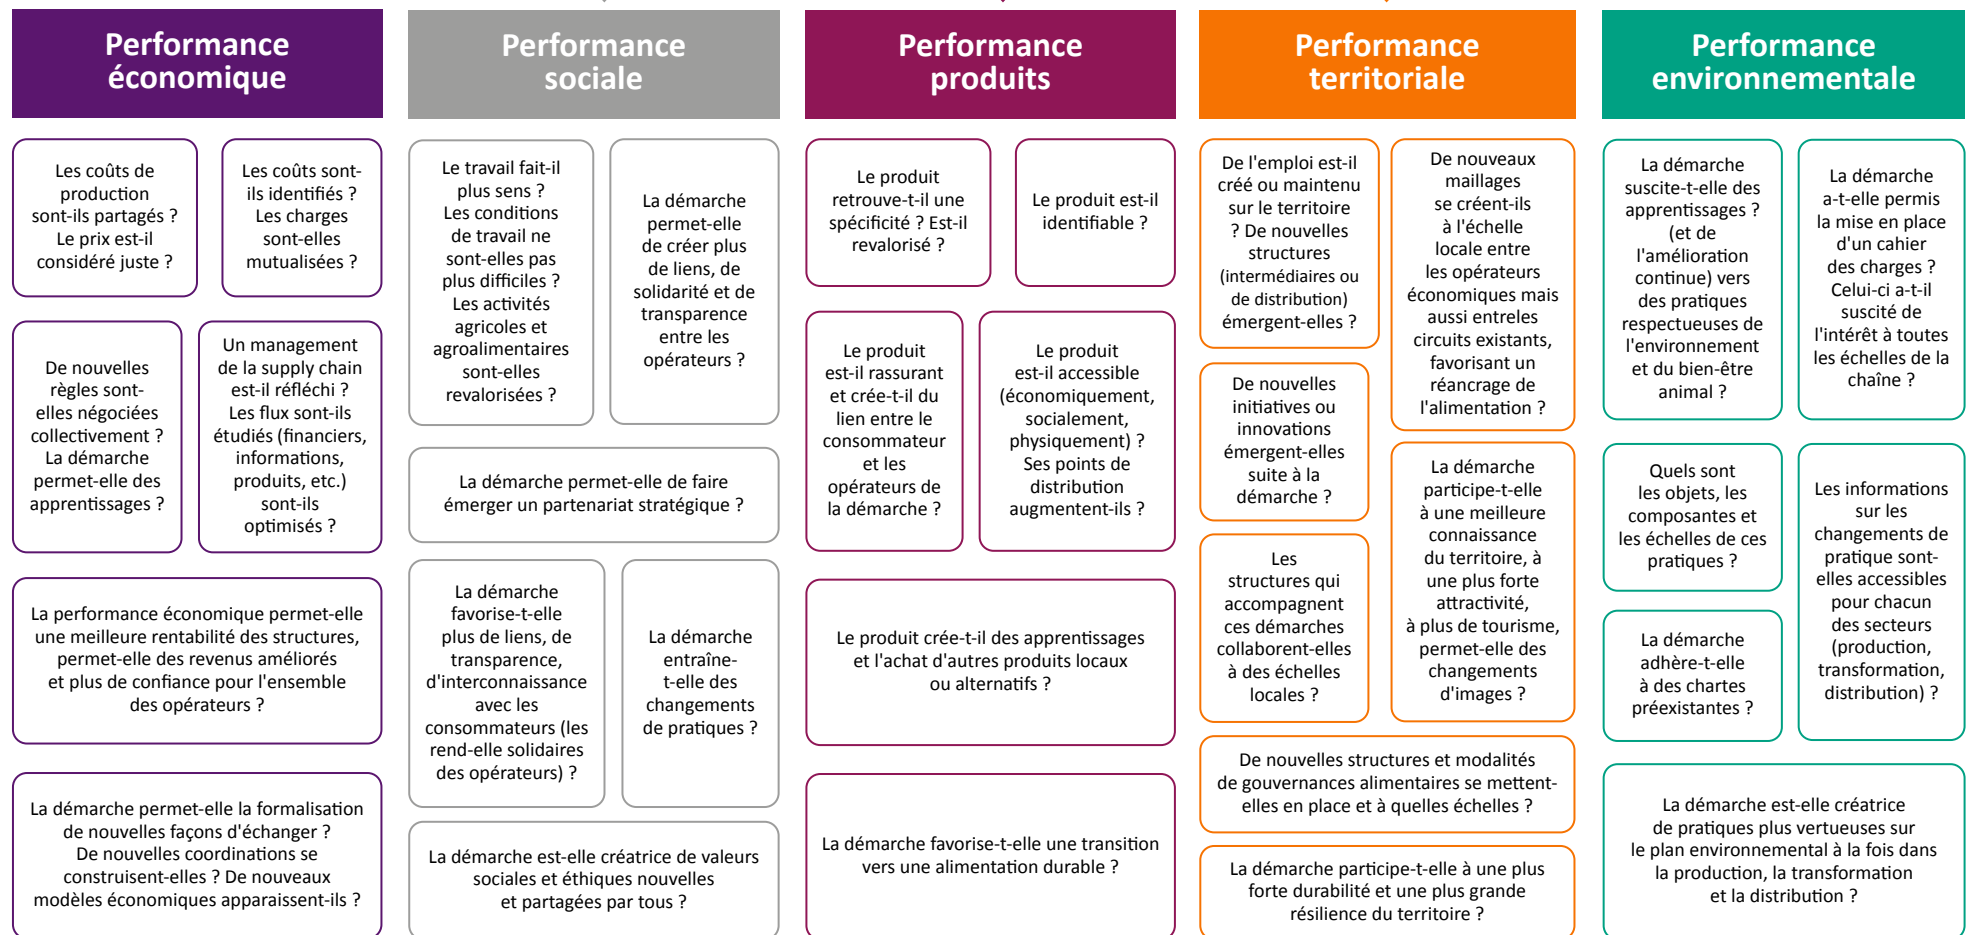 Performance
économique
Les coûts de
production
sont-ils partagés ?
Le prix est-il
considéré juste ?
Les coûts sont-
ils identifiés ?
Les charges
sont-elles
mutualisées ?
De nouvelles
règles sont-
elles négociées
collectivement ?
La démarche
permet-elle des
apprentissages ?
Un management
de la supply chain
est-il réfléchi ?
Les flux sont-ils
étudiés (financiers,
informations,
produits, etc.)
sont-ils
optimisés ?
La performance économique permet-elle
une meilleure rentabilité des structures,
permet-elle des revenus améliorés
et plus de confiance pour l'ensemble
des opérateurs ?
La démarche permet-elle la formalisation
de nouvelles façons d'échanger ?
De nouvelles coordinations se
construisent-elles ? De nouveaux
modèles économiques apparaissent-ils ?
Performance
sociale
Le travail fait-il
plus sens ?
Les conditions
de travail ne
sont-elles pas
plus difficiles ?
Les activités
agricoles et
agroalimentaires
sont-elles
revalorisées ?
La démarche
permet-elle
de créer plus
de liens, de
solidarité et de
transparence
entre les
opérateurs ?
La démarche permet-elle de faire
émerger un partenariat stratégique ?
La démarche
favorise-t-elle
plus de liens, de
transparence,
d'interconnaissance
avec les
consommateurs (les
rend-elle solidaires
des opérateurs) ?
La démarche
entraîne-
t-elle des
changements
de pratiques ?
La démarche est-elle créatrice de valeurs
sociales et éthiques nouvelles
et partagées par tous ?
Performance
produits
Le produit
retrouve-t-il une
spécificité ? Est-il
revalorisé ?
Le produit est-il
identifiable ?
Le produit
est-il rassurant
et crée-t-il du
lien entre le
consommateur
et les
opérateurs de
la démarche ?
Le produit
est-il accessible
(économiquement,
socialement,
physiquement) ?
Ses points de
distribution
augmentent-ils ?
Le produit crée-t-il des apprentissages
et l'achat d'autres produits locaux
ou alternatifs ?
La démarche favorise-t-elle une transition
vers une alimentation durable ?
Performance
territoriale
De l'emploi est-il
créé ou maintenu
sur le territoire
? De nouvelles
structures
(intermédiaires ou
de distribution)
émergent-elles ?
De nouveaux
maillages
se créent-ils
à l'échelle
locale entre
les opérateurs
économiques mais
aussi entreles
circuits existants,
favorisant un
réancrage de
l'alimentation ?
De nouvelles
initiatives ou
innovations
émergent-elles
suite à la
démarche ?
La démarche
participe-t-elle
à une meilleure
connaissance
du territoire, à
une plus forte
attractivité,
à plus de tourisme,
permet-elle des
changements
d'images ?
Les
structures qui
accompagnent
ces démarches
collaborent-elles
à des échelles
locales ?
De nouvelles structures et modalités
de gouvernances alimentaires se mettent-
elles en place et à quelles échelles ?
La démarche participe-t-elle à une plus
forte durabilité et une plus grande
résilience du territoire ?
Performance
environnementale
La démarche
suscite-t-elle des
apprentissages ?
(et de
l'amélioration
continue) vers
des pratiques
respectueuses de
l'environnement
et du bien-être
animal ?
La démarche
a-t-elle permis
la mise en place
d'un cahier
des charges ?
Celui-ci a-t-il
suscité de
l'intérêt à toutes
les échelles de la
chaîne ?
Quels sont
les objets, les
composantes et
les échelles de ces
pratiques ?
Les informations
sur les
changements de
pratique sont-
elles accessibles
pour chacun
des secteurs
(production,
transformation,
distribution) ?
La démarche
adhère-t-elle
à des chartes
préexistantes ?
La démarche est-elle créatrice
de pratiques plus vertueuses sur
le plan environnemental à la fois dans
la production, la transformation
et la distribution ?